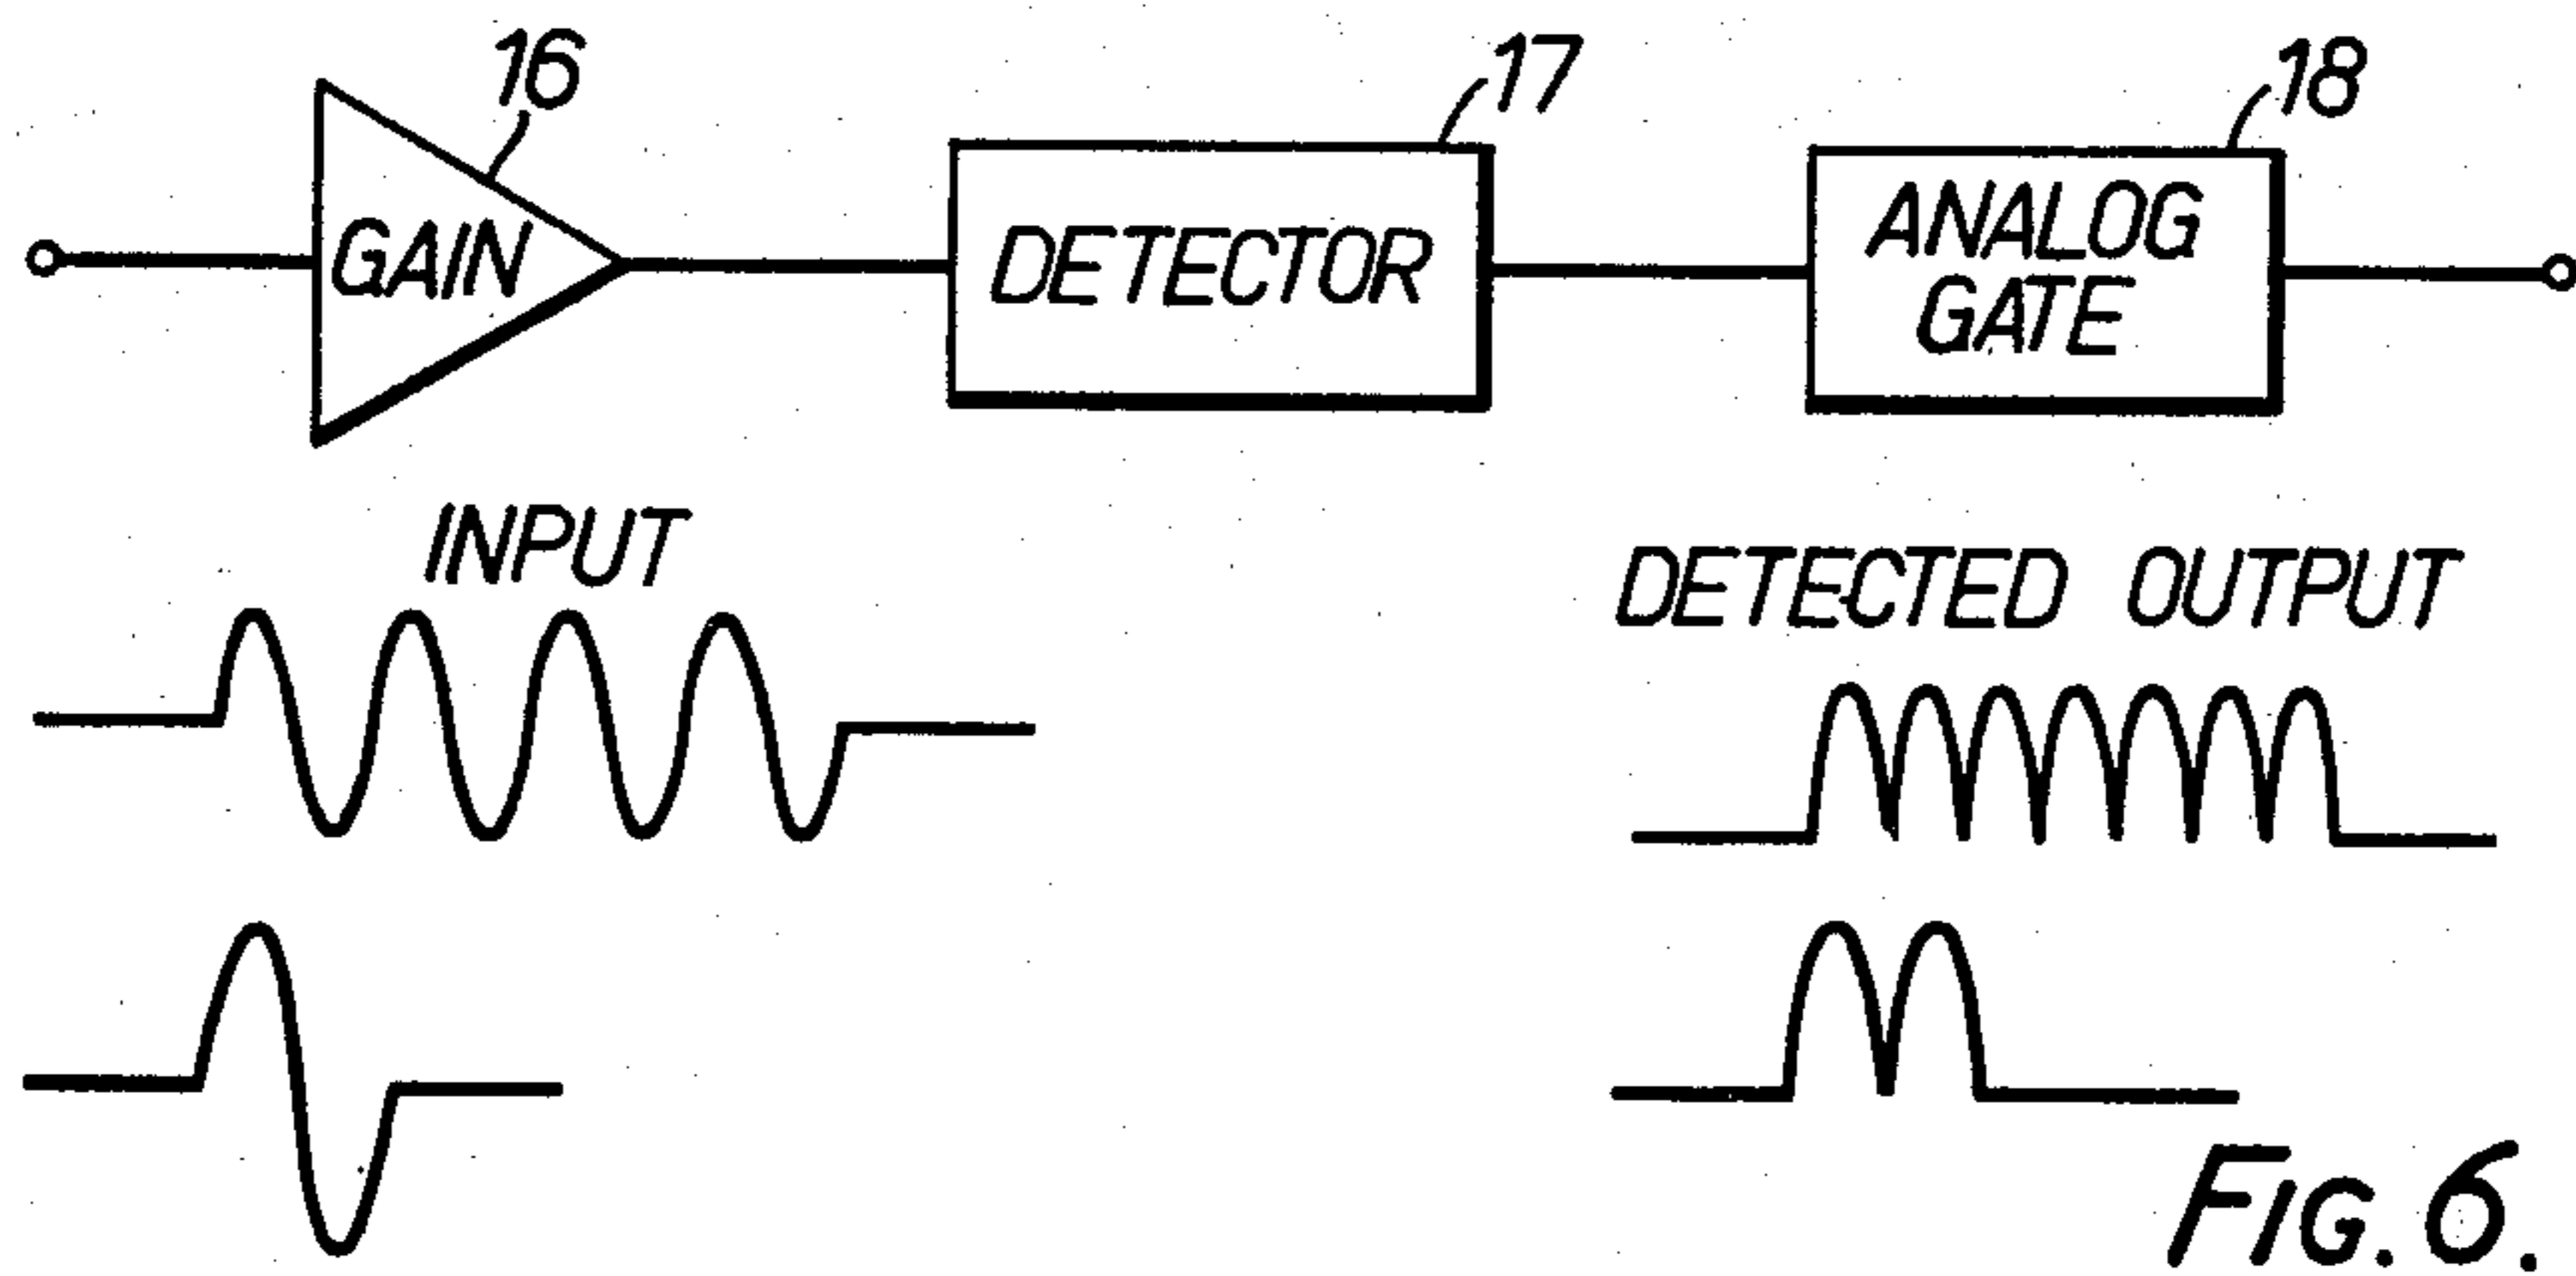 16
17
18
GAIN
DETECTOR
ANALOG
GATE
INPUT
DETECTED OUTPUT
FIG. 6.